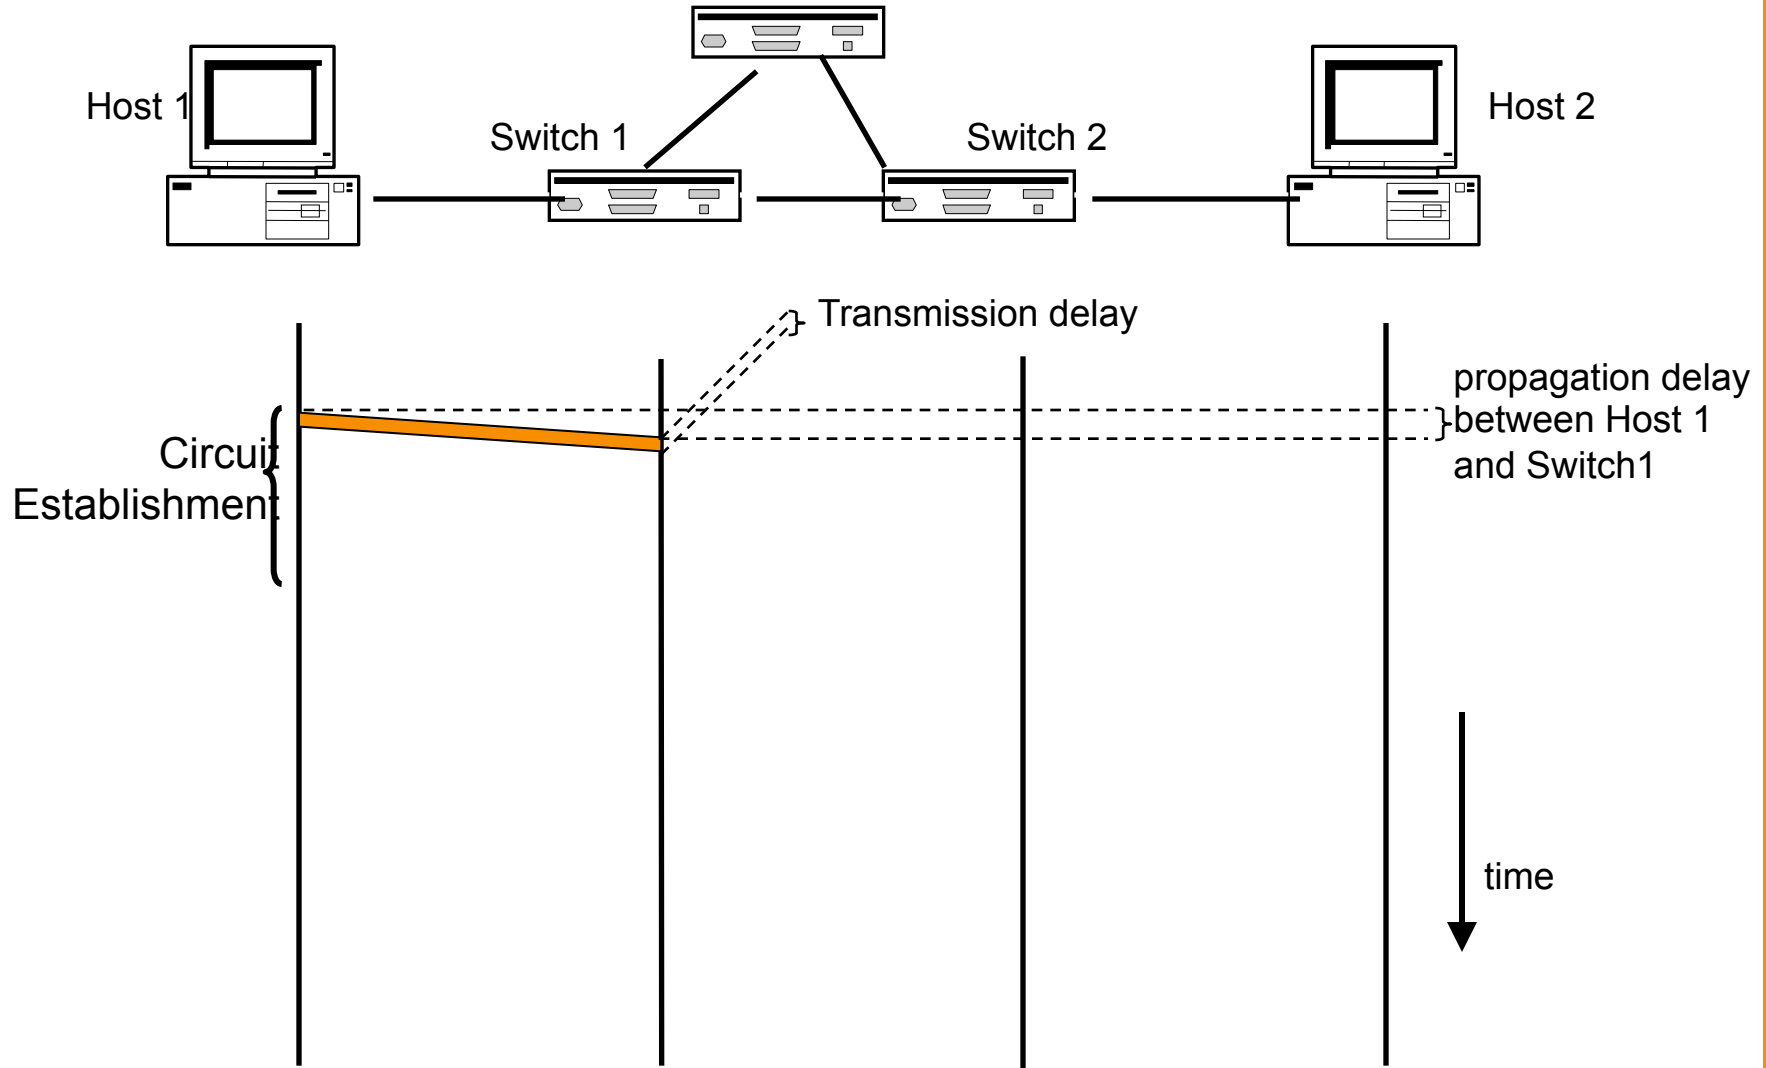 Host 1
Switch 1
Switch 2
Host 2
Transmission delay
propagation delay
between Host 1
and Switch1
Circuit
Establishment
time